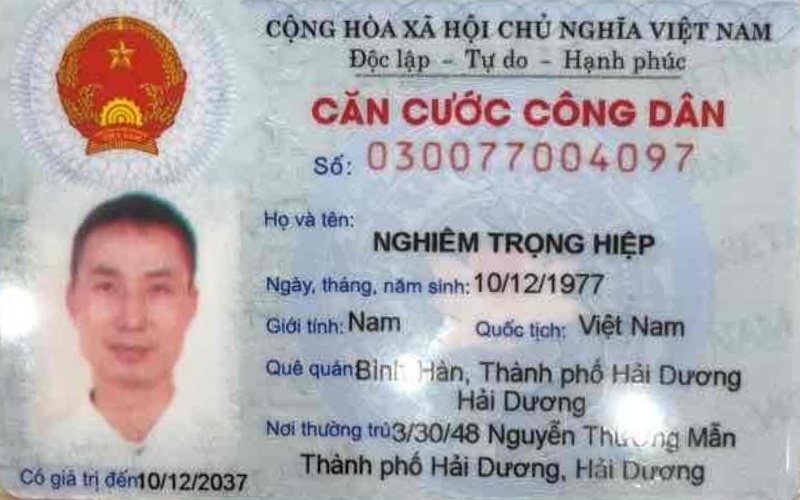 CỘNG HÒA XÃ HỘI CHỦ NGHĨA VIỆT NAM
Độc lập - Tự do - Hạnh phúc
CĂN CƯỚC CÔNG DÂN
Số: 030077004097
Họ và tên:
NGHIÊM TRỌNG HIỆP
Ngày, tháng, năm sinh: 10/12/1977
Giới tính: Nam Quốc tịch: Việt Nam
Quê quán Bình Hàn, Thành phố Hải Dương
Hải Dương
Nơi thường trú 3/30/48 Nguyễn Thượng Mẫn
Thành phố Hải Dương, Hải Dương
Có giá trị đến 10/12/2037